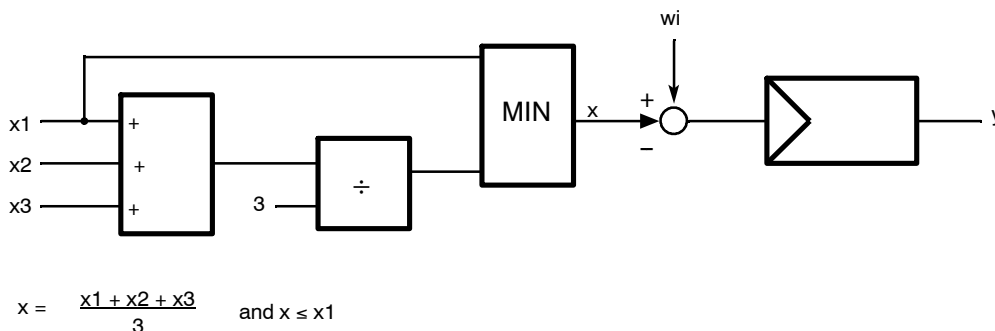 wi
MIN
x
+
−
y
x1
+
x2
+
x3
+
3
÷
x = x1 + x2 + x3 and x ≤ x1
3